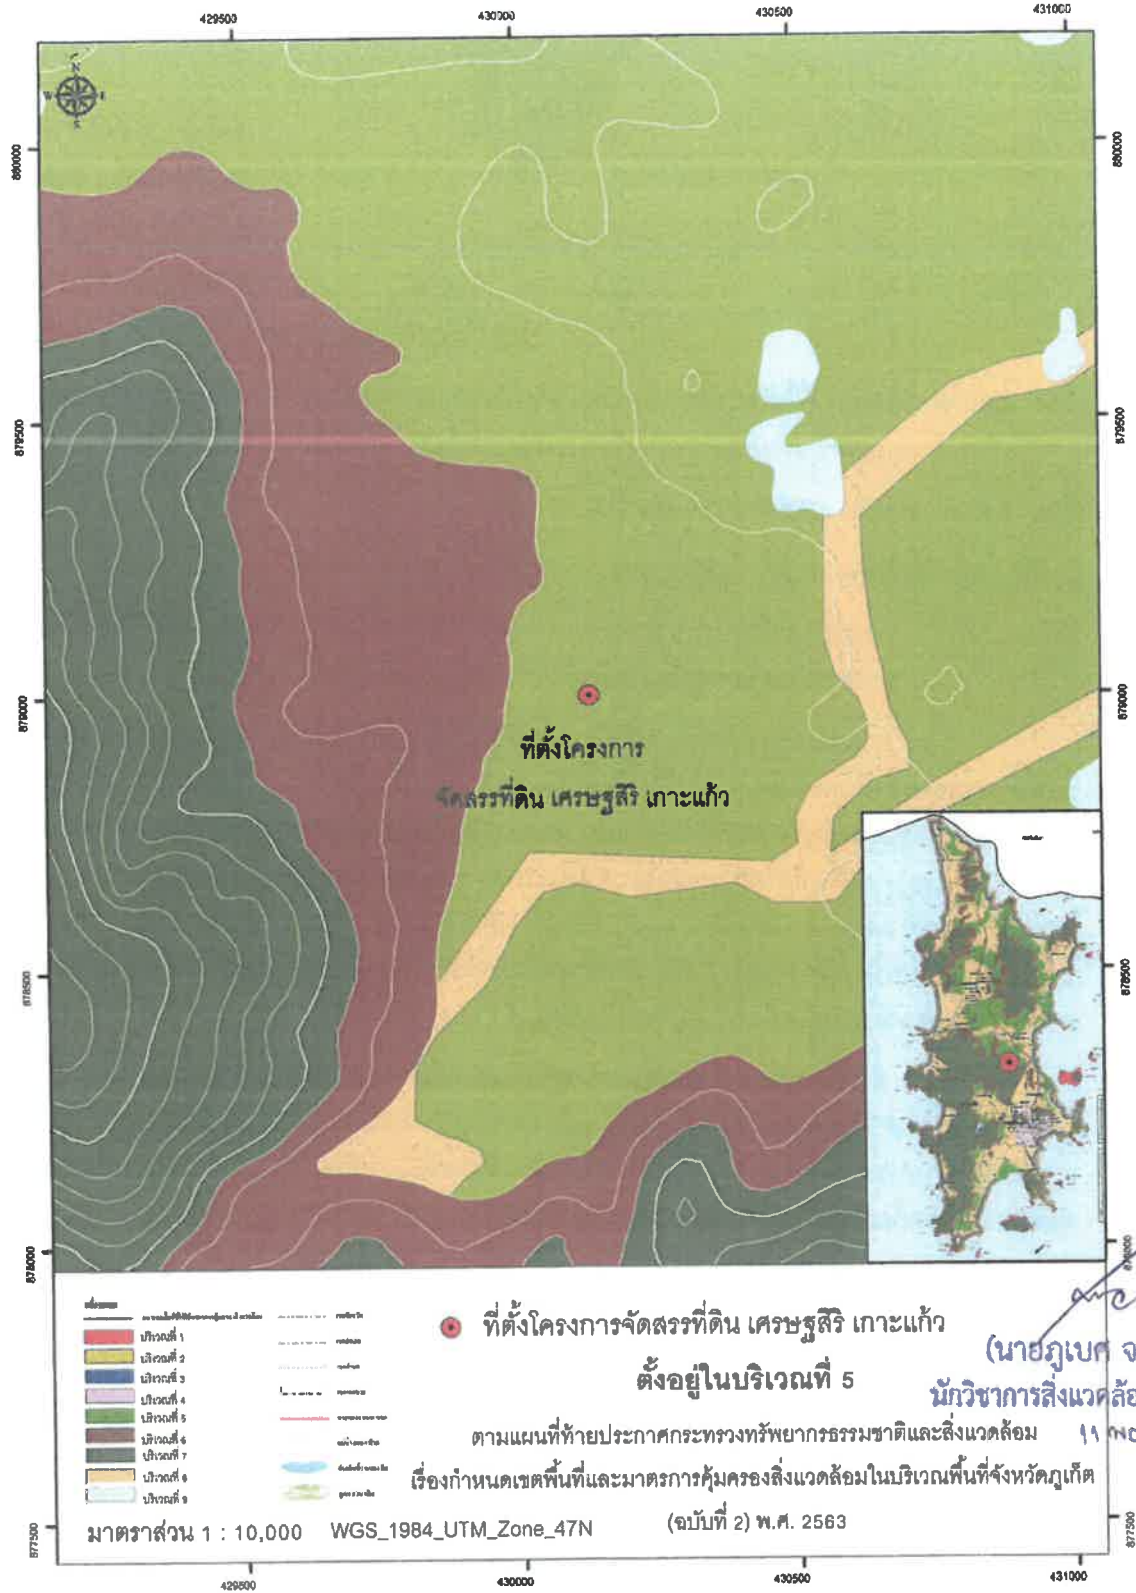 429500 430000 430500 431000
N
W E
S
880000 880000
879500 879500
879000 879000
ที่ตั้งโครงการ
จัดสรรที่ดิน เศรษฐสิริ เกาะแก้ว
878500 878500
878000 878000
บริเวณที่ 1
บริเวณที่ 2
บริเวณที่ 3
บริเวณที่ 4
บริเวณที่ 5
บริเวณที่ 6
บริเวณที่ 7
บริเวณที่ 8
บริเวณที่ 9
ที่ตั้งโครงการจัดสรรที่ดิน เศรษฐสิริ เกาะแก้ว
ตั้งอยู่ในบริเวณที่ 5
(นายภูเบศ จ
นักวิชาการสิ่งแวดล้อ
ตามแผนที่ท้ายประกาศกระทรวงทรัพยากรธรรมชาติและสิ่งแวดล้อม
เรื่องกำหนดเขตพื้นที่และมาตรการคุ้มครองสิ่งแวดล้อมในบริเวณพื้นที่จังหวัดภูเก็ต
(ฉบับที่ 2) พ.ศ. 2563
มาตราส่วน 1 : 10,000 WGS_1984_UTM_Zone_47N
877500 877500
429500 430000 430500 431000